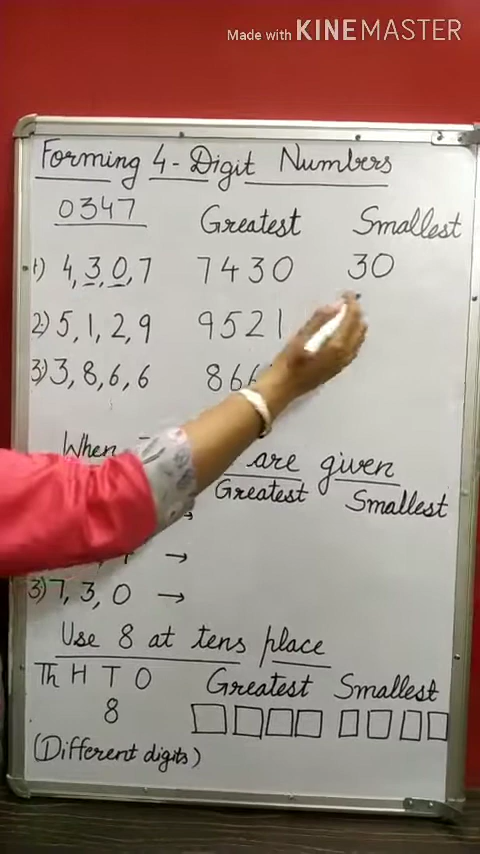 Made with KINEMASTER
Forming 4-Digit Numbers
0347
Greatest Smallest
1) 4, 3, 0, 7 7430 30
2) 5, 1, 2, 9 9521
3) 3, 8, 6, 6 866
When are given
Greatest Smallest
→
→
3) 7, 3, 0 →
Use 8 at tens place
Th H T O Greatest Smallest
8
(Different digits)